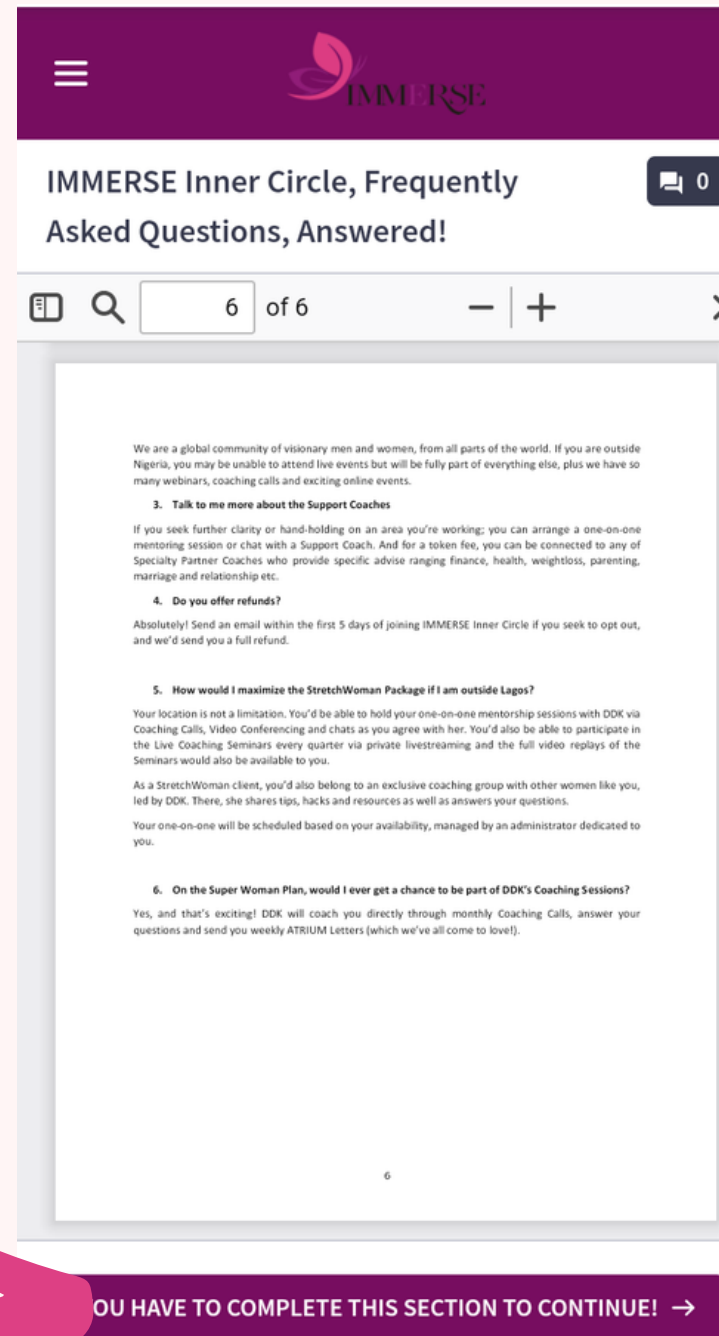 IMMERSE
IMMERSE Inner Circle, Frequently
Asked Questions, Answered!
0
6 of 6
We are a global community of visionary men and women, from all parts of the world. If you are outside
Nigeria, you may be unable to attend live events but will be fully part of everything else, plus we have so
many webinars, coaching calls and exciting online events.
3. Talk to me more about the Support Coaches
If you seek further clarity or hand-holding on an area you're working; you can arrange a one-on-one
mentoring session or chat with a Support Coach. And for a token fee, you can be connected to any of
Specialty Partner Coaches who provide specific advise ranging finance, health, weightloss, parenting,
marriage and relationship etc.
4. Do you offer refunds?
Absolutely! Send an email within the first 5 days of joining IMMERSE Inner Circle if you seek to opt out,
and we'd send you a full refund.
5. How would I maximize the StretchWoman Package if I am outside Lagos?
Your location is not a limitation. You'd be able to hold your one-on-one mentorship sessions with DDK via
Coaching Calls, Video Conferencing and chats as you agree with her. You'd also be able to participate in
the Live Coaching Seminars every quarter via private livestreaming and the full video replays of the
Seminars would also be available to you.
As a StretchWoman client, you'd also belong to an exclusive coaching group with other women like you,
led by DDK. There, she shares tips, hacks and resources as well as answers your questions.
Your one-on-one will be scheduled based on your availability, managed by an administrator dedicated to
you.
6. On the Super Woman Plan, would I ever get a chance to be part of DDK's Coaching Sessions?
Yes, and that's exciting! DDK will coach you directly through monthly Coaching Calls, answer your
questions and send you weekly ATRIUM Letters (which we've all come to love!).
6
OU HAVE TO COMPLETE THIS SECTION TO CONTINUE! →